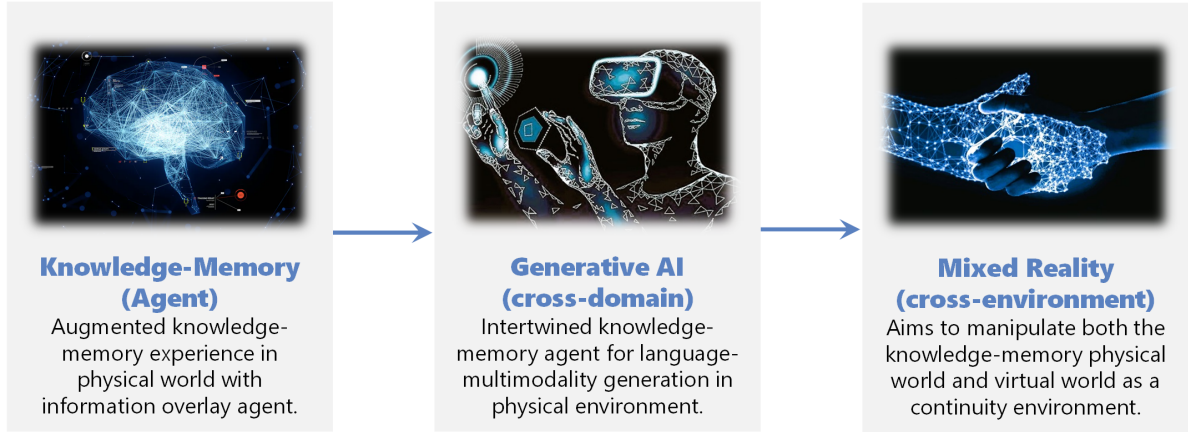 Knowledge-Memory
(Agent)
Augmented knowledge-
memory experience in
physical world with
information overlay agent.
Generative AI
(cross-domain)
Intertwined knowledge-
memory agent for language-
multimodality generation in
physical environment.
Mixed Reality
(cross-environment)
Aims to manipulate both the
knowledge-memory physical
world and virtual world as a
continuity environment.